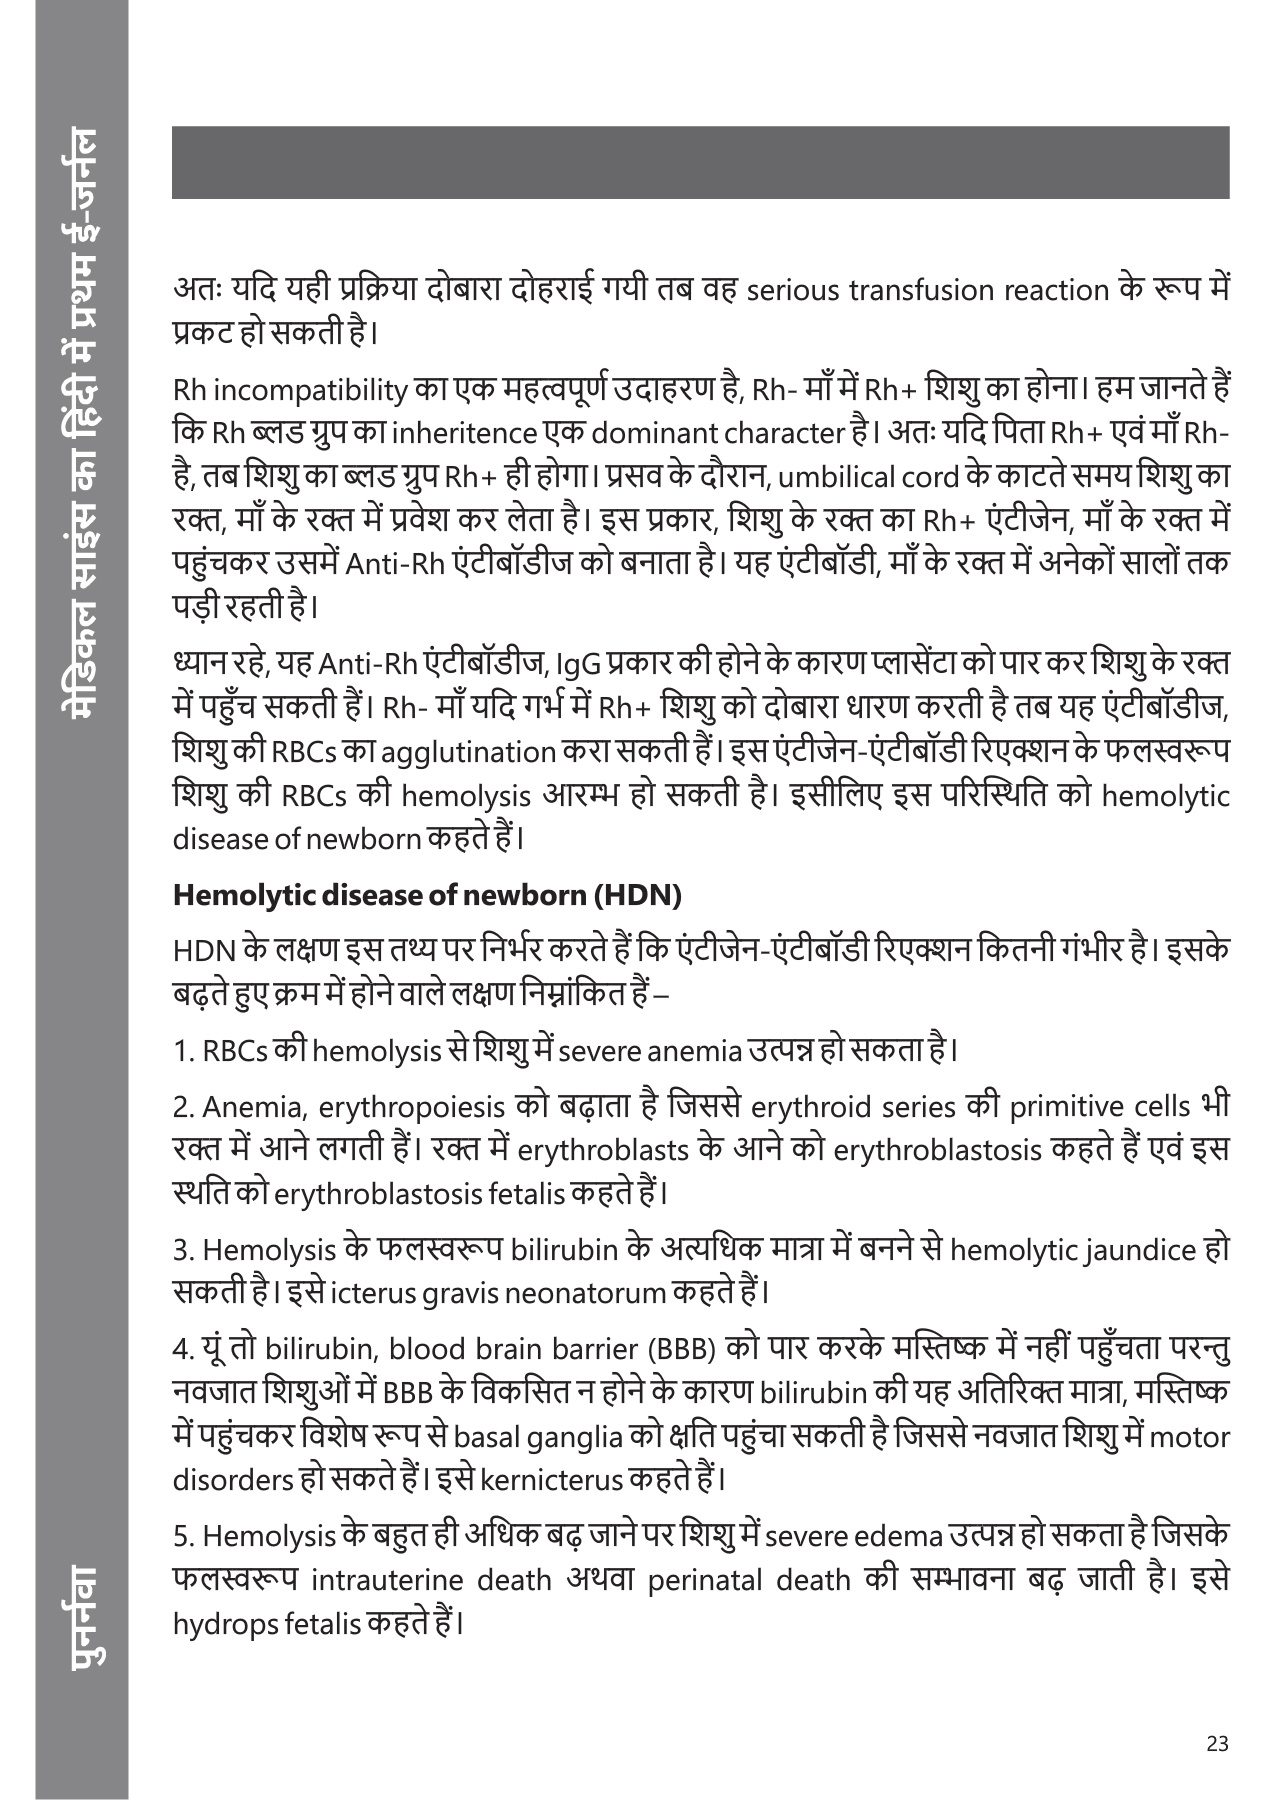 मेडिकल साइंस का हिंदी में प्रथम ई-जर्नल
पुनर्नवा
अतः यदि यही प्रक्रिया दोबारा दोहराई गयी तब वह serious transfusion reaction के रूप में
प्रकट हो सकती है।
Rh incompatibility का एक महत्वपूर्ण उदाहरण है, Rh- माँ में Rh+ शिशु का होना। हम जानते हैं
कि Rh ब्लड ग्रुप का inheritence एक dominant character है। अतः यदि पिता Rh+ एवं माँ Rh-
है, तब शिशु का ब्लड ग्रुप Rh+ ही होगा। प्रसव के दौरान, umbilical cord के काटते समय शिशु का
रक्त, माँ के रक्त में प्रवेश कर लेता है। इस प्रकार, शिशु के रक्त का Rh+ एंटीजेन, माँ के रक्त में
पहुंचकर उसमें Anti-Rh एंटीबॉडीज को बनाता है। यह एंटीबॉडी, माँ के रक्त में अनेकों सालों तक
पड़ी रहती है।
ध्यान रहे, यह Anti-Rh एंटीबॉडीज, IgG प्रकार की होने के कारण प्लासेंटा को पार कर शिशु के रक्त
में पहुँच सकती हैं। Rh- माँ यदि गर्भ में Rh+ शिशु को दोबारा धारण करती है तब यह एंटीबॉडीज,
शिशु की RBCs का agglutination करा सकती हैं। इस एंटीजेन-एंटीबॉडी रिएक्शन के फलस्वरूप
शिशु की RBCs की hemolysis आरम्भ हो सकती है। इसीलिए इस परिस्थिति को hemolytic
disease of newborn कहते हैं।
Hemolytic disease of newborn (HDN)
HDN के लक्षण इस तथ्य पर निर्भर करते हैं कि एंटीजेन-एंटीबॉडी रिएक्शन कितनी गंभीर है। इसके
बढ़ते हुए क्रम में होने वाले लक्षण निम्नांकित हैं –
1. RBCs की hemolysis से शिशु में severe anemia उत्पन्न हो सकता है।
2. Anemia, erythropoiesis को बढ़ाता है जिससे erythroid series की primitive cells भी
रक्त में आने लगती हैं। रक्त में erythroblasts के आने को erythroblastosis कहते हैं एवं इस
स्थति को erythroblastosis fetalis कहते हैं।
3. Hemolysis के फलस्वरूप bilirubin के अत्यधिक मात्रा में बनने से hemolytic jaundice हो
सकती है। इसे icterus gravis neonatorum कहते हैं।
4. यूं तो bilirubin, blood brain barrier (BBB) को पार करके मस्तिष्क में नहीं पहुँचता परन्तु
नवजात शिशुओं में BBB के विकसित न होने के कारण bilirubin की यह अतिरिक्त मात्रा, मस्तिष्क
में पहुंचकर विशेष रूप से basal ganglia को क्षति पहुंचा सकती है जिससे नवजात शिशु में motor
disorders हो सकते हैं। इसे kernicterus कहते हैं।
5. Hemolysis के बहुत ही अधिक बढ़ जाने पर शिशु में severe edema उत्पन्न हो सकता है जिसके
फलस्वरूप intrauterine death अथवा perinatal death की सम्भावना बढ़ जाती है। इसे
hydrops fetalis कहते हैं।
23